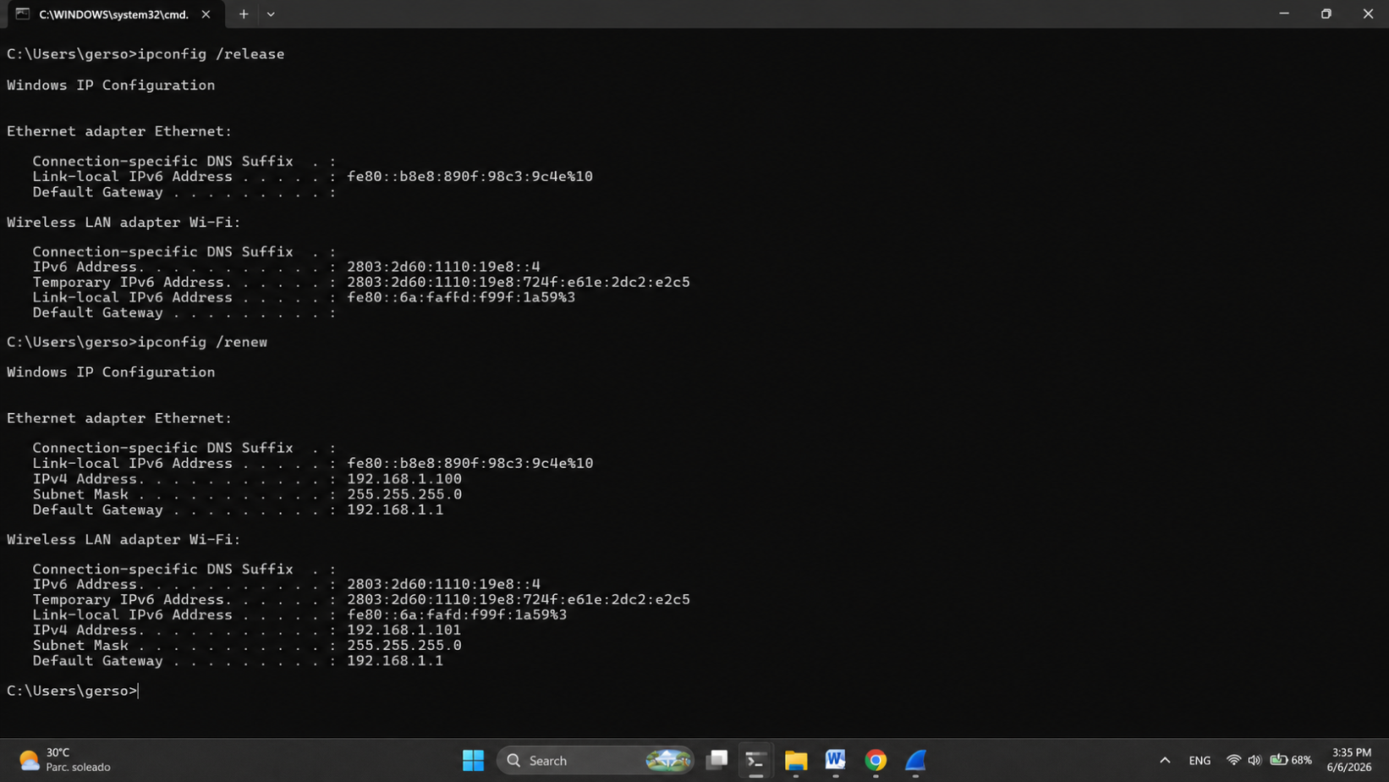 C:\WINDOWS\system32\cmd.
C:\Users\gerso>ipconfig /release
Windows IP Configuration
Ethernet adapter Ethernet:
Connection-specific DNS Suffix . :
Link-local IPv6 Address . . . . . : fe80::b8e8:890f:98c3:9c4e%10
Default Gateway . . . . . . . . . :
Wireless LAN adapter Wi-Fi:
Connection-specific DNS Suffix . :
IPv6 Address. . . . . . . . . . . : 2803:2d60:1110:19e8::4
Temporary IPv6 Address. . . . . . : 2803:2d60:1110:19e8:724f:e61e:2dc2:e2c5
Link-local IPv6 Address . . . . . : fe80::6a:faffd:f99f:1a59%3
Default Gateway . . . . . . . . . :
C:\Users\gerso>ipconfig /renew
Windows IP Configuration
Ethernet adapter Ethernet:
Connection-specific DNS Suffix . :
Link-local IPv6 Address . . . . . : fe80::b8e8:890f:98c3:9c4e%10
IPv4 Address. . . . . . . . . . . : 192.168.1.100
Subnet Mask . . . . . . . . . . . : 255.255.255.0
Default Gateway . . . . . . . . . : 192.168.1.1
Wireless LAN adapter Wi-Fi:
Connection-specific DNS Suffix . :
IPv6 Address. . . . . . . . . . . : 2803:2d60:1110:19e8::4
Temporary IPv6 Address. . . . . . : 2803:2d60:1110:19e8:724f:e61e:2dc2:e2c5
Link-local IPv6 Address . . . . . : fe80::6a:fafd:f99f:1a59%3
IPv4 Address. . . . . . . . . . . : 192.168.1.101
Subnet Mask . . . . . . . . . . . : 255.255.255.0
Default Gateway . . . . . . . . . : 192.168.1.1
C:\Users\gerso>
30°C
Parc. soleado
Search
ENG
68%
3:35 PM
6/6/2026